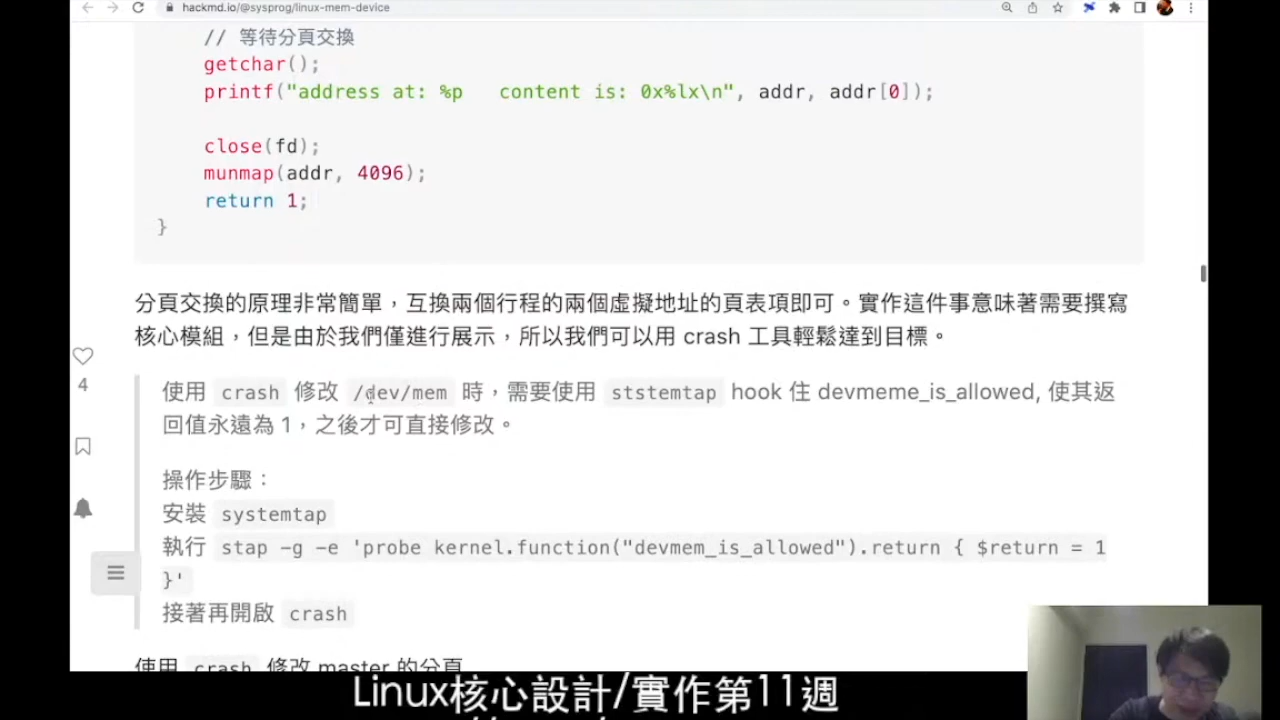 hackmd.io/@sysprog/linux-mem-device
// 等待分頁交換
getchar();
printf("address at: %p   content is: 0x%lx\n", addr, addr[0]);
close(fd);
munmap(addr, 4096);
return 1;
}
分頁交換的原理非常簡單，互換兩個行程的兩個虛擬地址的頁表項即可。實作這件事意味著需要撰寫
核心模組，但是由於我們僅進行展示，所以我們可以用 crash 工具輕鬆達到目標。
4
使用 crash 修改 /dev/mem 時，需要使用 ststemtap hook 住 devmeme_is_allowed, 使其返
回值永遠為 1，之後才可直接修改。
操作步驟：
安裝 systemtap
執行 stap -g -e 'probe kernel.function("devmem_is_allowed").return { $return = 1
}'
接著再開啟 crash
使用 crash 修改 master 的分頁
Linux核心設計/實作第11週